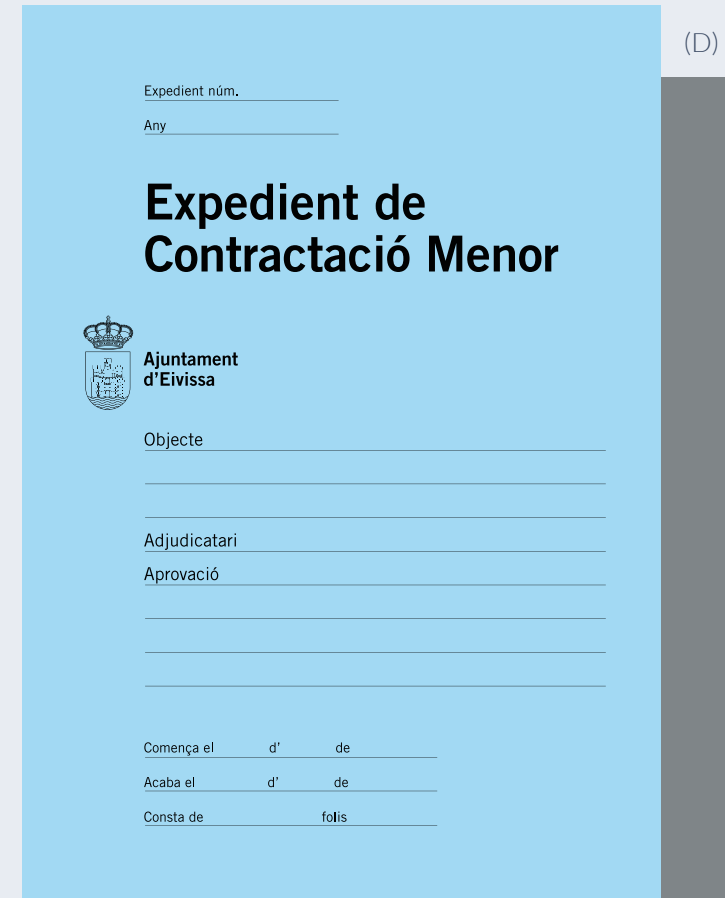 (D)
Expedient núm.
Any
Expedient de
Contractació Menor
Ajuntament
d'Eivissa
Objecte
Adjudicatari
Aprovació
Comença el d' de
Acaba el d' de
Consta de folis